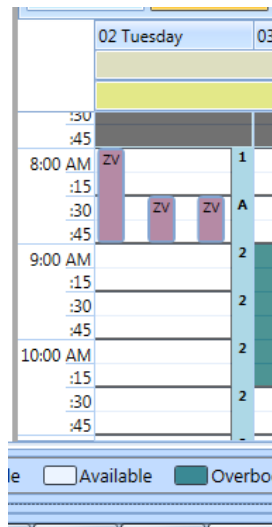 02 Tuesday 03
:30
:45
8:00 AM ZV 1
:15
:30 ZV ZV A
:45
9:00 AM 2
:15
:30 2
:45
10:00 AM 2
:15
:30 2
:45
le Available Overbo